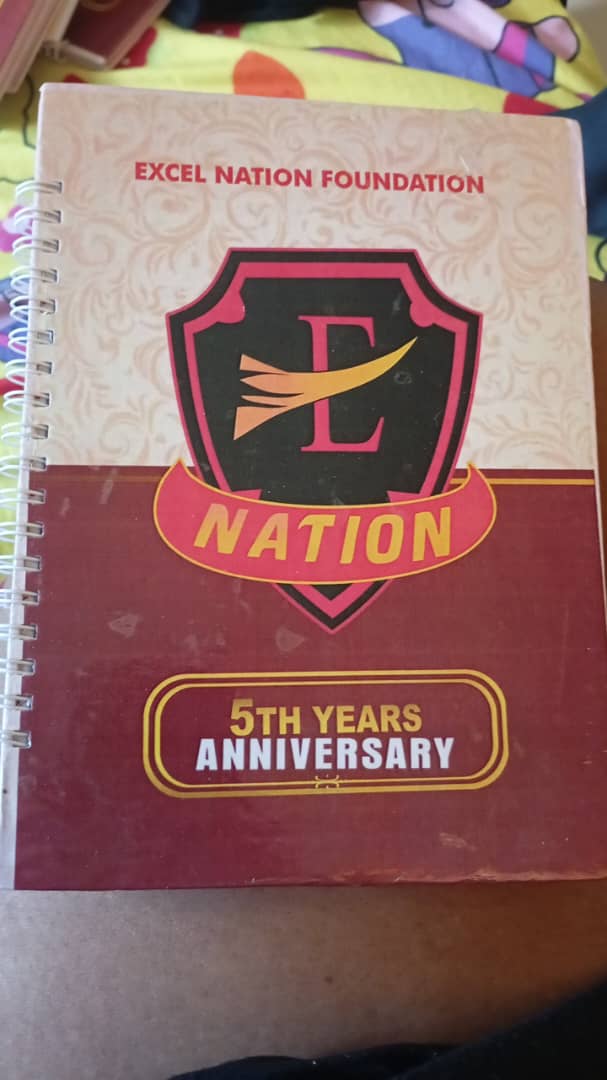 EXCEL NATION FOUNDATION
E
NATION
5TH YEARS
ANNIVERSARY